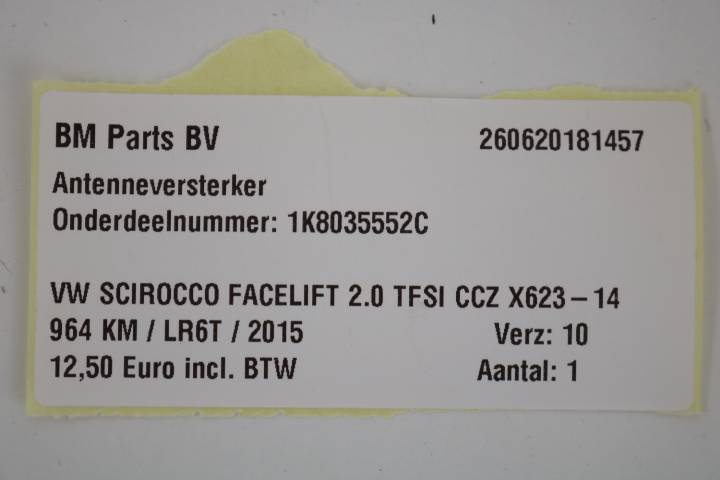 BM Parts BV 260620181457
Antenneversterker
Onderdeelnummer: 1K8035552C
VW SCIROCCO FACELIFT 2.0 TFSI CCZ X623-14
964 KM / LR6T / 2015 Verz: 10
12,50 Euro incl. BTW Aantal: 1